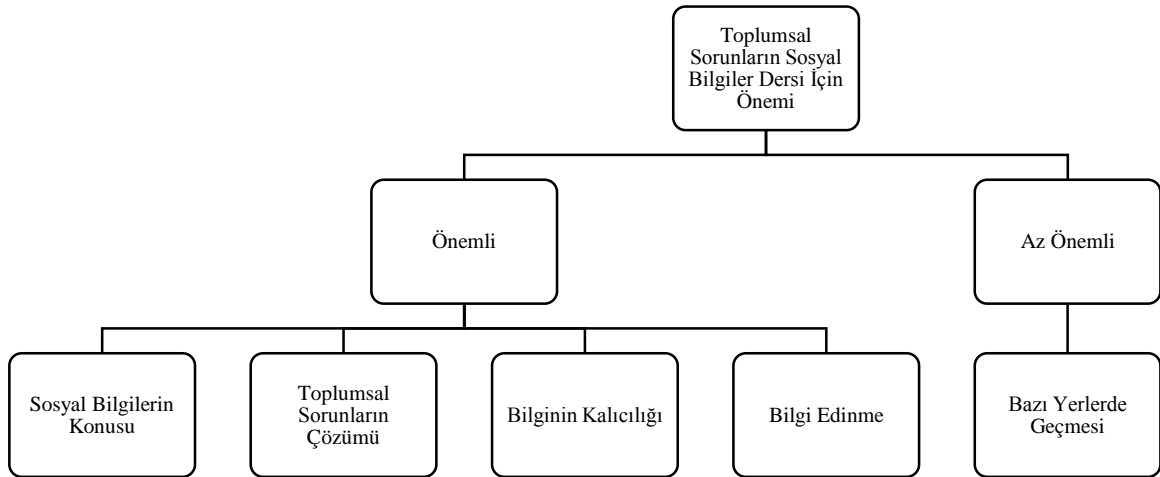 Toplumsal
Sorunların Sosyal
Bilgiler Dersi İçin
Önemi
Önemli
Az Önemli
Sosyal Bilgilerin
Konusu
Toplumsal
Sorunların
Çözümü
Bilginin Kalıcılığı
Bilgi Edinme
Bazı Yerlerde
Geçmesi